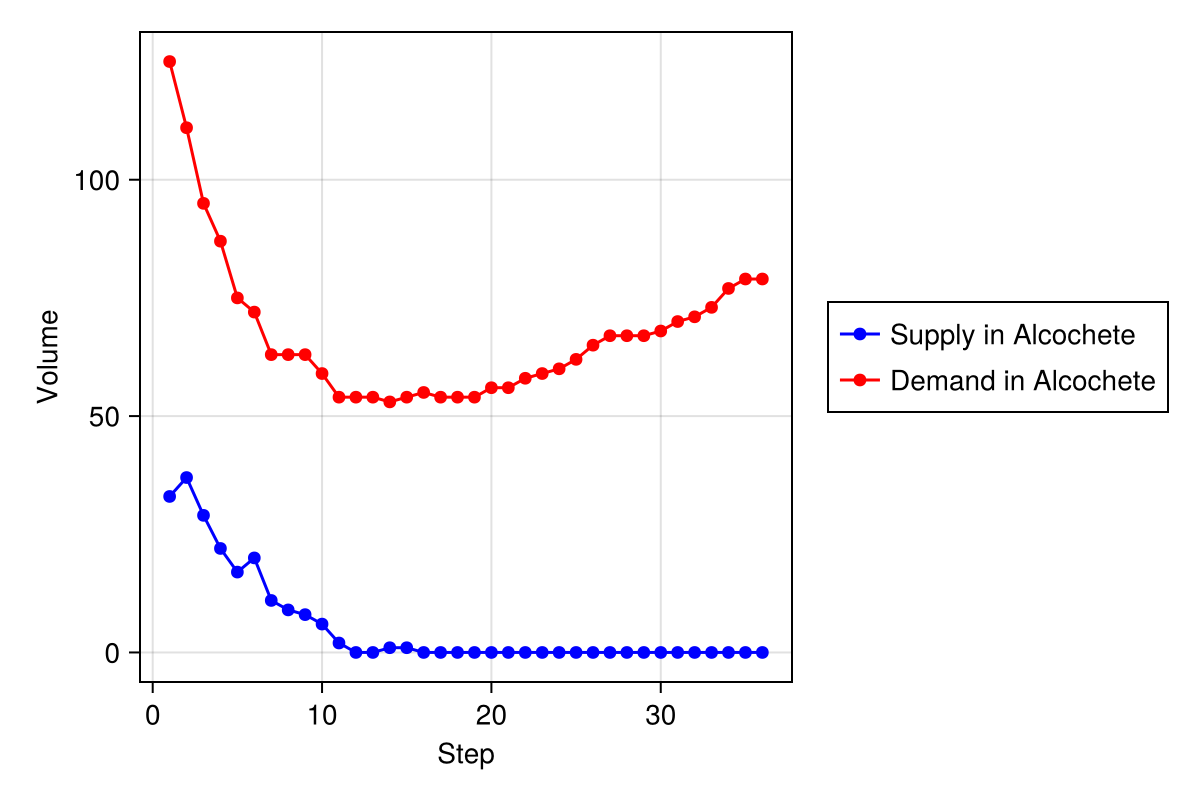 100
50
0
Volume
0 10 20 30
Step
Supply in Alcochete
Demand in Alcochete